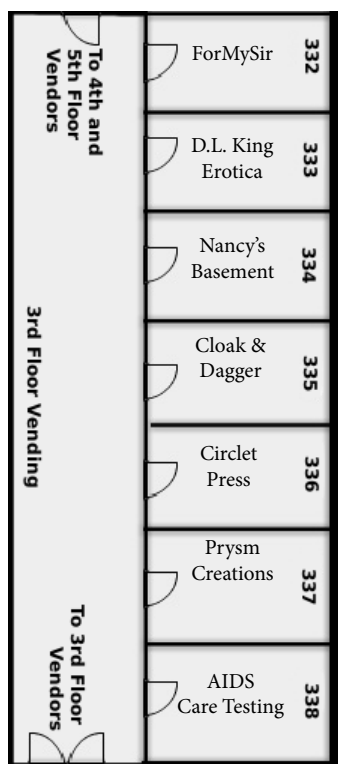 To 4th and
5th Floor
Vendors
3rd Floor Vending
To 3rd Floor
Vendors
ForMySir
332
D.L. King
Erotica
333
Nancy’s
Basement
334
Cloak &
Dagger
335
Circlet
Press
336
Prysm
Creations
337
AIDS
Care Testing
338